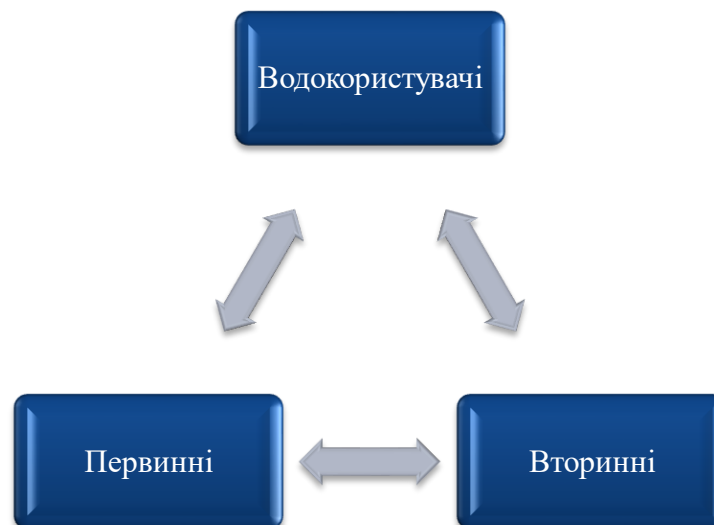 Водокористувачі
Первинні
Вторинні